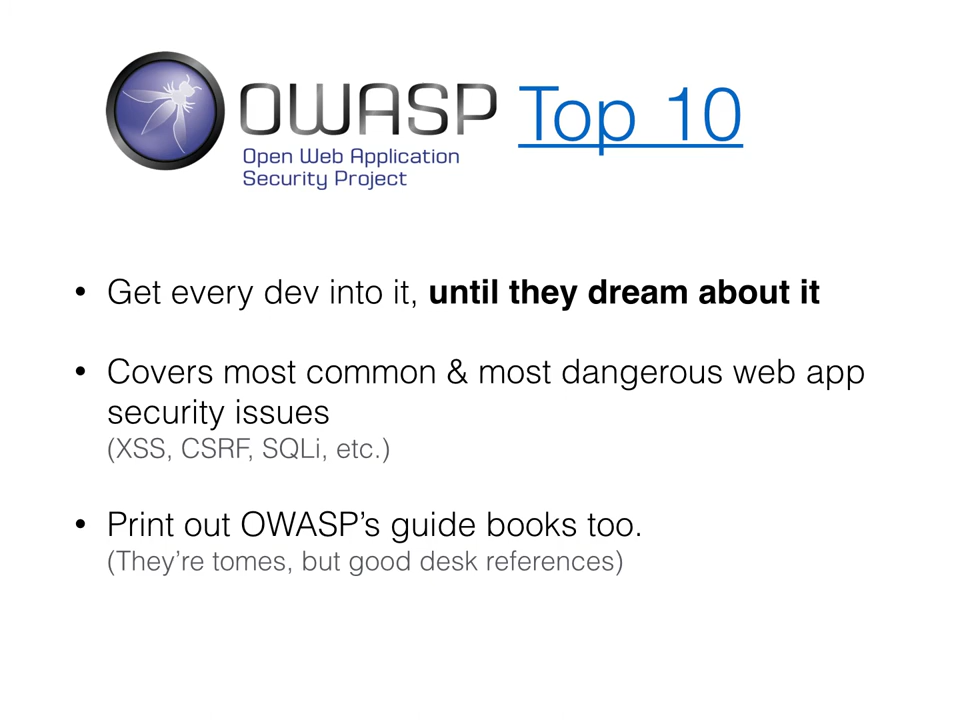 OWASP Top 10
Open Web Application
Security Project
• Get every dev into it, until they dream about it
• Covers most common & most dangerous web app
security issues
(XSS, CSRF, SQLi, etc.)
• Print out OWASP’s guide books too.
(They’re tomes, but good desk references)